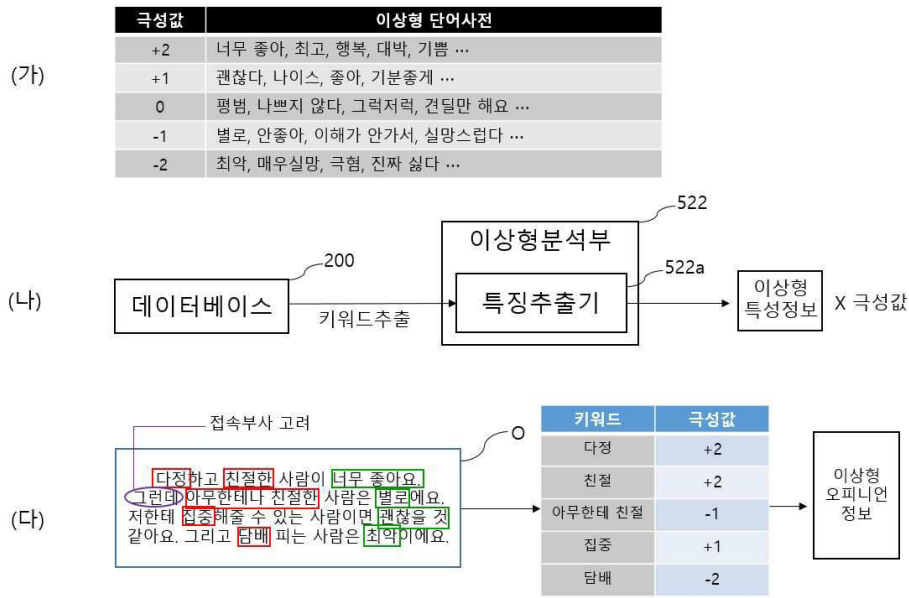 극성값 이상형 단어사전
+2 너무 좋아, 최고, 행복, 대박, 기쁨 …
(가)
+1 괜찮다, 나이스, 좋아, 기분좋게 …
0 평범, 나쁘지 않다, 그럭저럭, 견딜만 해요 …
-1 별로, 안좋아, 이해가 안가서, 실망스럽다 …
-2 최악, 매우실망, 극혐, 진짜 싫다 …
522
이상형분석부
200
522a
(나)
데이터베이스
키워드추출
특징추출기
이상형
특성정보
X 극성값
접속부사 고려
O
(다)
다정하고 친절한 사람이 너무 좋아요.
그런데 아무한테나 친절한 사람은 별로에요.
저한테 집중해줄 수 있는 사람이면 괜찮을 것
같아요. 그리고 담배 피는 사람은 최악이에요.
키워드 극성값
다정 +2
친절 +2
아무한테 친절 -1
집중 +1
담배 -2
이상형
오피니언
정보